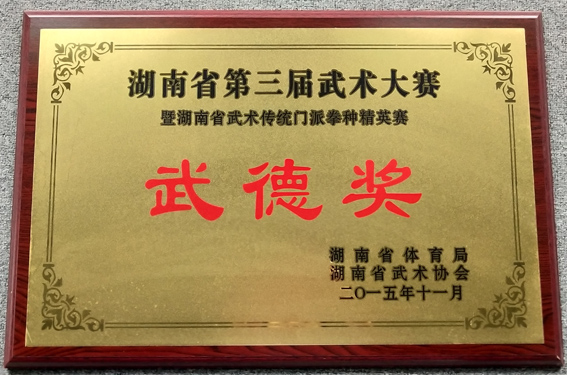 湖南省第三届武术大赛
暨湖南省武术传统门派拳种精英赛
武德奖
湖南省体育局
湖南省武术协会
二〇一五年十一月